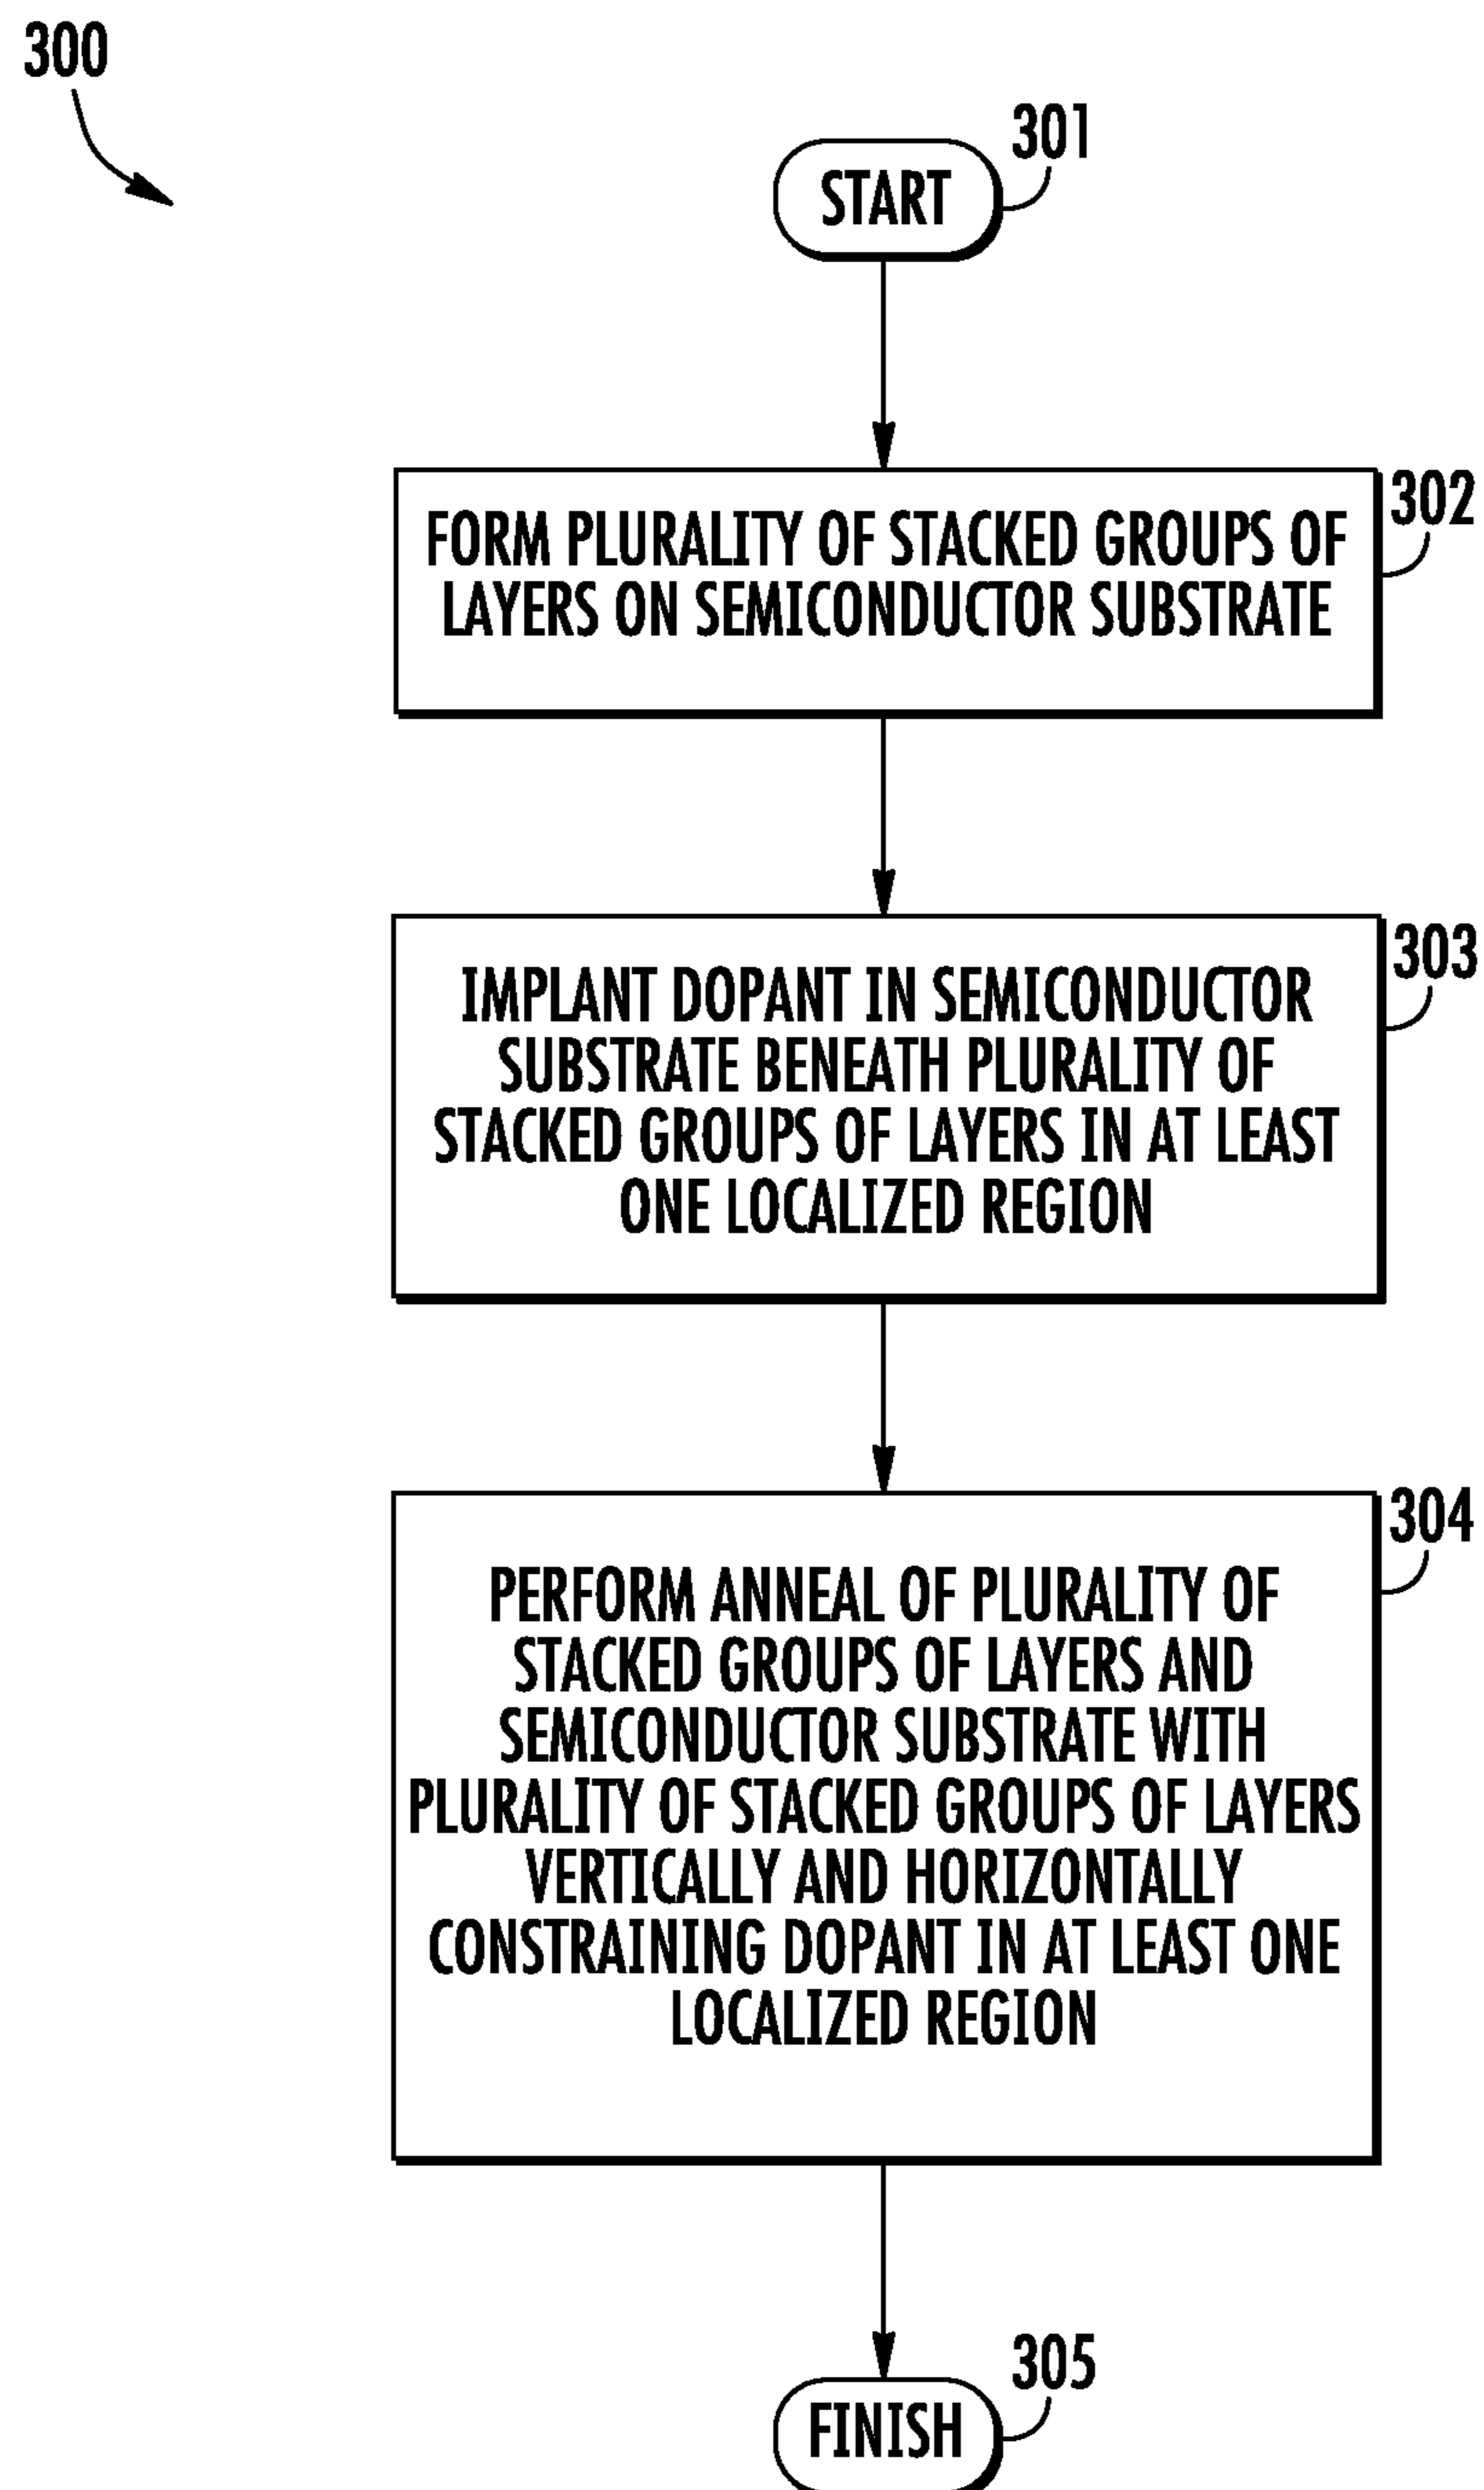 300
301
START
302
FORM PLURALITY OF STACKED GROUPS OF
LAYERS ON SEMICONDUCTOR SUBSTRATE
303
IMPLANT DOPANT IN SEMICONDUCTOR
SUBSTRATE BENEATH PLURALITY OF
STACKED GROUPS OF LAYERS IN AT LEAST
ONE LOCALIZED REGION
304
PERFORM ANNEAL OF PLURALITY OF
STACKED GROUPS OF LAYERS AND
SEMICONDUCTOR SUBSTRATE WITH
PLURALITY OF STACKED GROUPS OF LAYERS
VERTICALLY AND HORIZONTALLY
CONSTRAINING DOPANT IN AT LEAST ONE
LOCALIZED REGION
305
FINISH